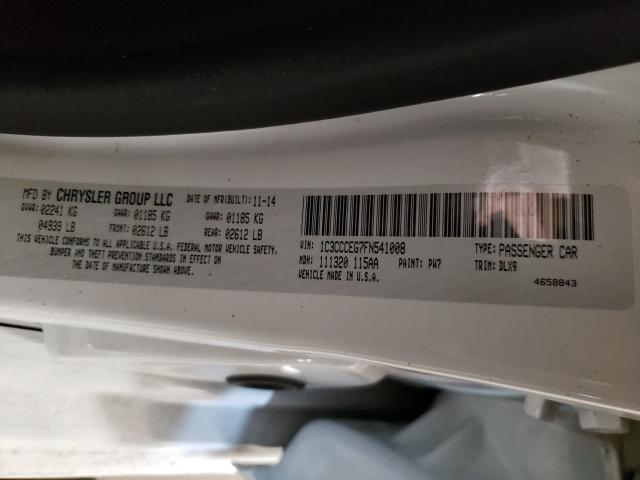 MFD BY CHRYSLER GROUP LLC DATE OF MFR(BUILT): 11-14
GVWR: 02241 KG GAWR: 01185 KG GAWR: 01185 KG
04939 LB FRONT: 02612 LB REAR: 02612 LB
THIS VEHICLE CONFORMS TO ALL APPLICABLE U.S.A. FEDERAL MOTOR VEHICLE SAFETY,
BUMPER AND THEFT PREVENTION STANDARDS IN EFFECT ON
THE DATE OF MANUFACTURE SHOWN ABOVE.
VIN: 1C3CCCEG7FN541008 TYPE: PASSENGER CAR
MDH: 111320 115AA PAINT: PW7 TRIM: DLX9
VEHICLE MADE IN U.S.A.
4658843